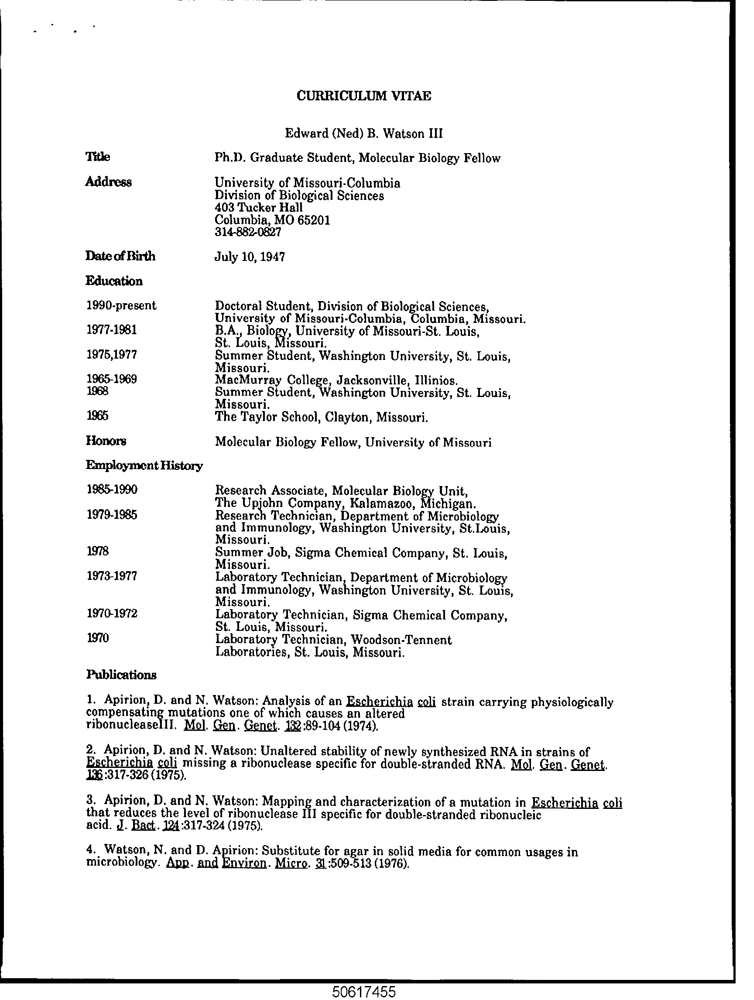 CURRICULUM VITAE
Edward (Ned) B. Watson III
Title Ph.D. Graduate Student, Molecular Biology Fellow
Address University of Missouri-Columbia
Division of Biological Sciences
403 Tucker Hall
Columbia, MO 65201
314-882-0827
Date of Birth July 10, 1947
Education
1990-present Doctoral Student, Division of Biological Sciences,
University of Missouri-Columbia, Columbia, Missouri.
1977-1981 B.A., Biology, University of Missouri-St. Louis,
St. Louis, Missouri.
1975,1977 Summer Student, Washington University, St. Louis,
Missouri.
1965-1969 MacMurray College, Jacksonville, Illinios.
1968 Summer Student, Washington University, St. Louis,
Missouri.
1965 The Taylor School, Clayton, Missouri.
Honors Molecular Biology Fellow, University of Missouri
Employment History
1985-1990 Research Associate, Molecular Biology Unit,
The Upjohn Company, Kalamazoo, Michigan.
1979-1985 Research Technician, Department of Microbiology
and Immunology, Washington University, St.Louis,
Missouri.
1978 Summer Job, Sigma Chemical Company, St. Louis,
Missouri.
1973-1977 Laboratory Technician, Department of Microbiology
and Immunology, Washington University, St. Louis,
Missouri.
1970-1972 Laboratory Technician, Sigma Chemical Company,
St. Louis, Missouri.
1970 Laboratory Technician, Woodson-Tennent
Laboratories, St. Louis, Missouri.
Publications
1. Apirion, D. and N. Watson: Analysis of an Escherichia coli strain carrying physiologically
compensating mutations one of which causes an altered
ribonucleaseIII. Mol. Gen. Genet. 132:89-104 (1974).
2. Apirion, D. and N. Watson: Unaltered stability of newly synthesized RNA in strains of
Escherichia coli missing a ribonuclease specific for double-stranded RNA. Mol. Gen. Genet.
136:317-326 (1975).
3. Apirion, D. and N. Watson: Mapping and characterization of a mutation in Escherichia coli
that reduces the level of ribonuclease III specific for double-stranded ribonucleic
acid. J. Bact. 124:317-324 (1975).
4. Watson, N. and D. Apirion: Substitute for agar in solid media for common usages in
microbiology. App. and Environ. Micro. 31:509-513 (1976).
50617455